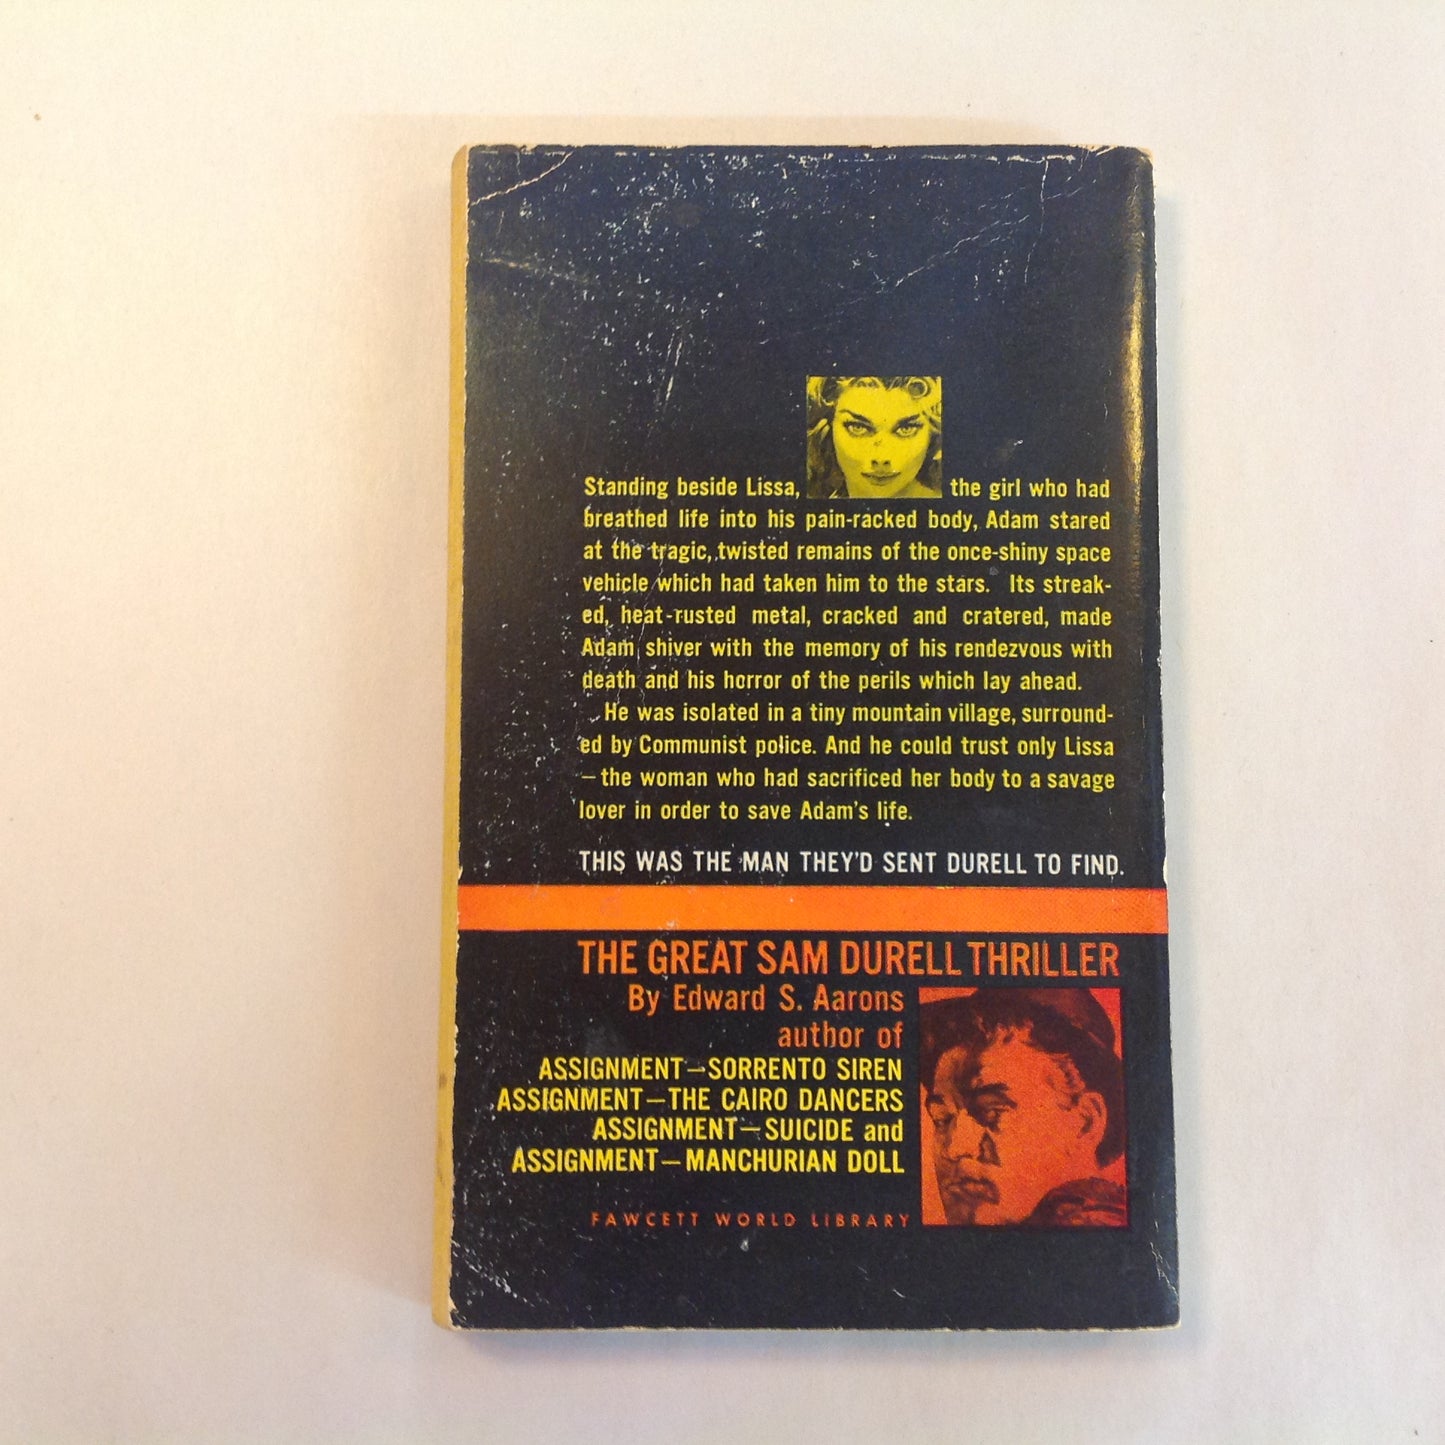 Standing beside Lissa, the girl who had
breathed life into his pain-racked body, Adam stared
at the tragic, twisted remains of the once-shiny space
vehicle which had taken him to the stars. Its streak-
ed, heat-rusted metal, cracked and cratered, made
Adam shiver with the memory of his rendezvous with
death and his horror of the perils which lay ahead.
He was isolated in a tiny mountain village, surround-
ed by Communist police. And he could trust only Lissa
—the woman who had sacrificed her body to a savage
lover in order to save Adam's life.
THIS WAS THE MAN THEY'D SENT DURELL TO FIND.
THE GREAT SAM DURELL THRILLER
By Edward S. Aarons
author of
ASSIGNMENT—SORRENTO SIREN
ASSIGNMENT—THE CAIRO DANCERS
ASSIGNMENT—SUICIDE and
ASSIGNMENT—MANCHURIAN DOLL
FAWCETT WORLD LIBRARY